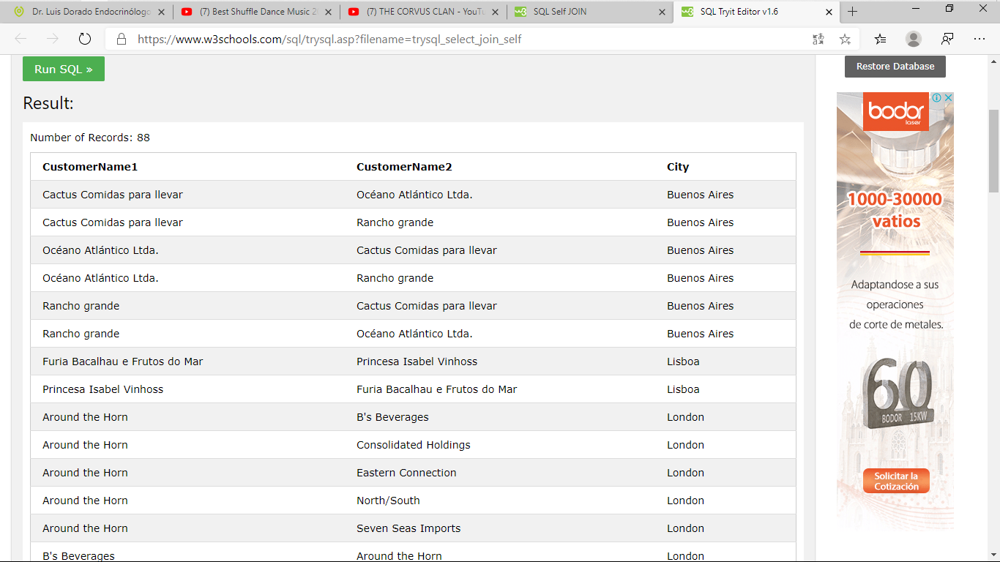 Dr. Luis Dorado Endocrinólogo
(7) Best Shuffle Dance Music 2
(7) THE CORVUS CLAN - YouTu
SQL Self JOIN
SQL Tryit Editor v1.6
https://www.w3schools.com/sql/trysql.asp?filename=trysql_select_join_self
Run SQL »
Restore Database
Result:
Number of Records: 88
CustomerName1 CustomerName2 City
Cactus Comidas para llevar Océano Atlántico Ltda. Buenos Aires
Cactus Comidas para llevar Rancho grande Buenos Aires
Océano Atlántico Ltda. Cactus Comidas para llevar Buenos Aires
Océano Atlántico Ltda. Rancho grande Buenos Aires
Rancho grande Cactus Comidas para llevar Buenos Aires
Rancho grande Océano Atlántico Ltda. Buenos Aires
Furia Bacalhau e Frutos do Mar Princesa Isabel Vinhoss Lisboa
Princesa Isabel Vinhoss Furia Bacalhau e Frutos do Mar Lisboa
Around the Horn B's Beverages London
Around the Horn Consolidated Holdings London
Around the Horn Eastern Connection London
Around the Horn North/South London
Around the Horn Seven Seas Imports London
B's Beverages Around the Horn London
bodor
laser
1000-30000
vatios
Adaptandose a sus
operaciones
de corte de metales.
60
BODOR 15KW
Solicitar la
Cotización